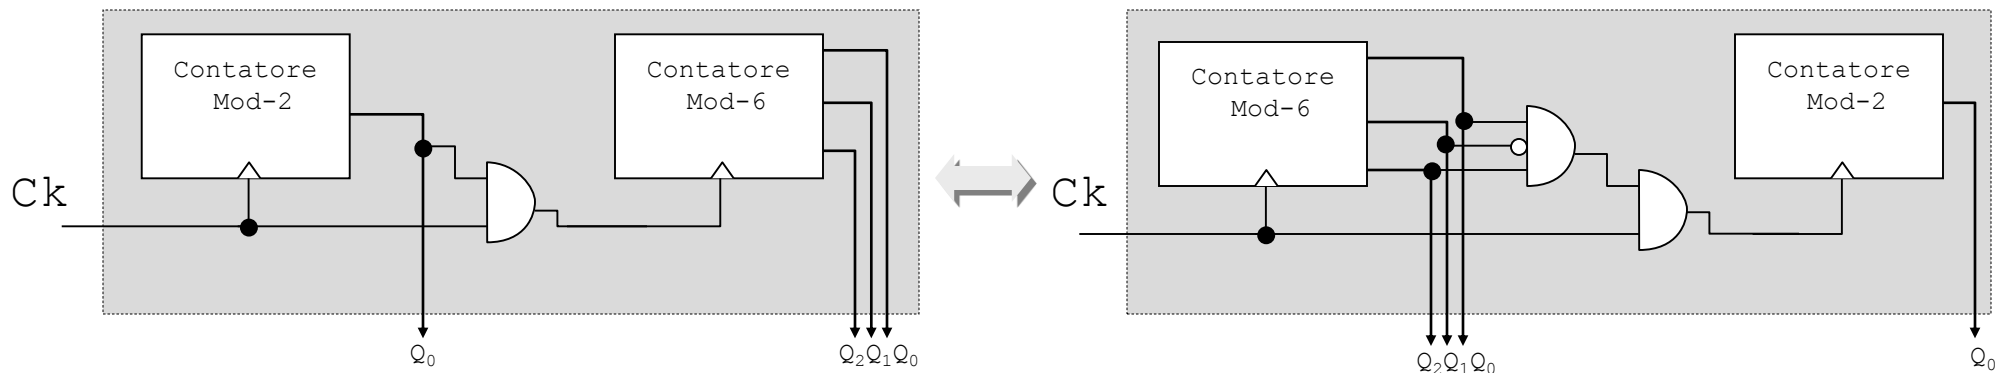 Contatore
Mod-2
Contatore
Mod-6
Ck
Q0
Q2Q1Q0
Contatore
Mod-6
Contatore
Mod-2
Ck
Q2Q1Q0
Q0